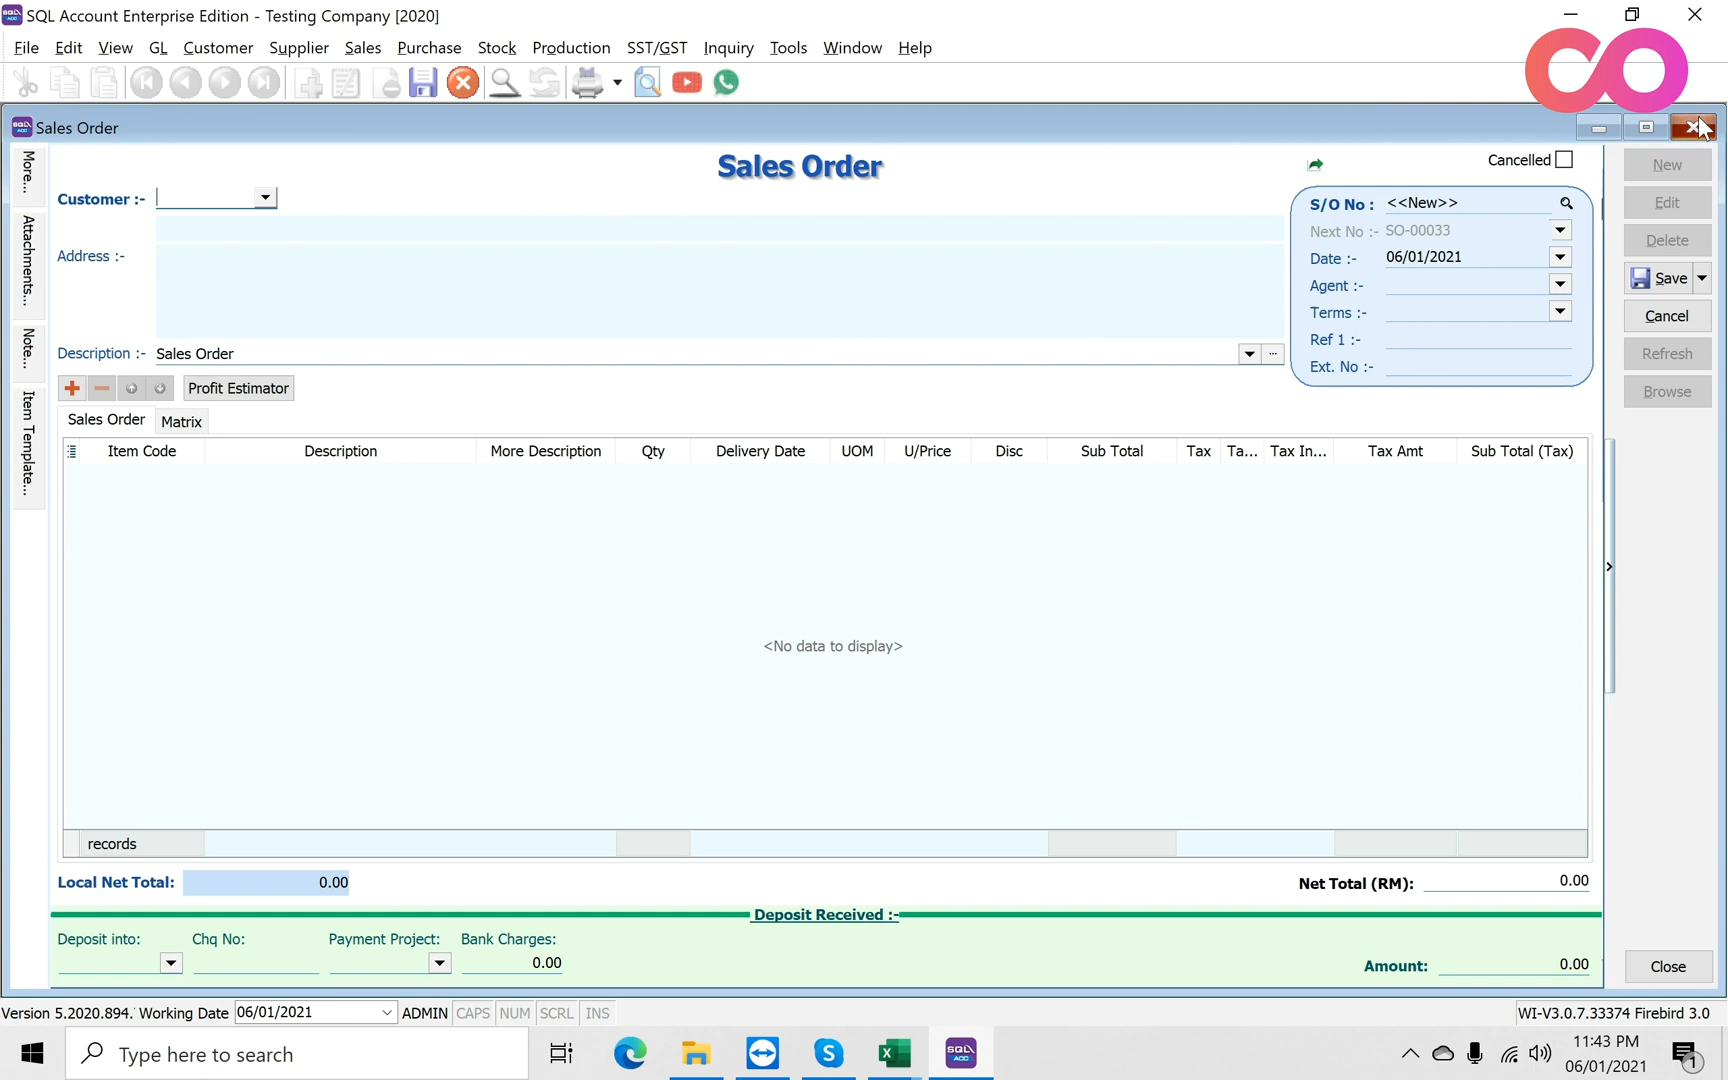 SQL Account Enterprise Edition - Testing Company [2020]
File Edit View GL Customer Supplier Sales Purchase Stock Production SST/GST Inquiry Tools Window Help
Sales Order
Sales Order
Cancelled
Customer :-
Address :-
Description :- Sales Order
S/O No : <<New>>
Next No :- SO-00033
Date :- 06/01/2021
Agent :-
Terms :-
Ref 1 :-
Ext. No :-
New
Edit
Delete
Save
Cancel
Refresh
Browse
More...
Attachments...
Note...
Item Template...
Profit Estimator
Sales Order Matrix
Item Code Description More Description Qty Delivery Date UOM U/Price Disc Sub Total Tax Ta... Tax In... Tax Amt Sub Total (Tax)
<No data to display>
records
Local Net Total: 0.00
Net Total (RM): 0.00
Deposit Received :-
Deposit into: Chq No: Payment Project: Bank Charges:
0.00
Amount: 0.00
Close
Version 5.2020.894. Working Date 06/01/2021 ADMIN CAPS NUM SCRL INS
WI-V3.0.7.33374 Firebird 3.0
Type here to search
SQL
ACC
11:43 PM
06/01/2021
1